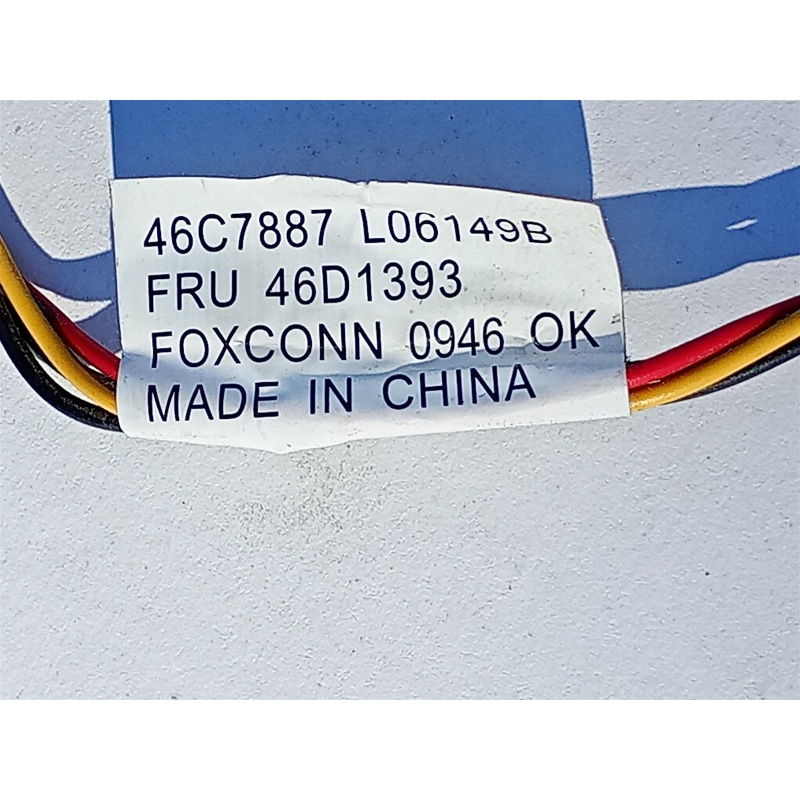 46C7887 L06149B
FRU 46D1393
FOXCONN 0946 OK
MADE IN CHINA